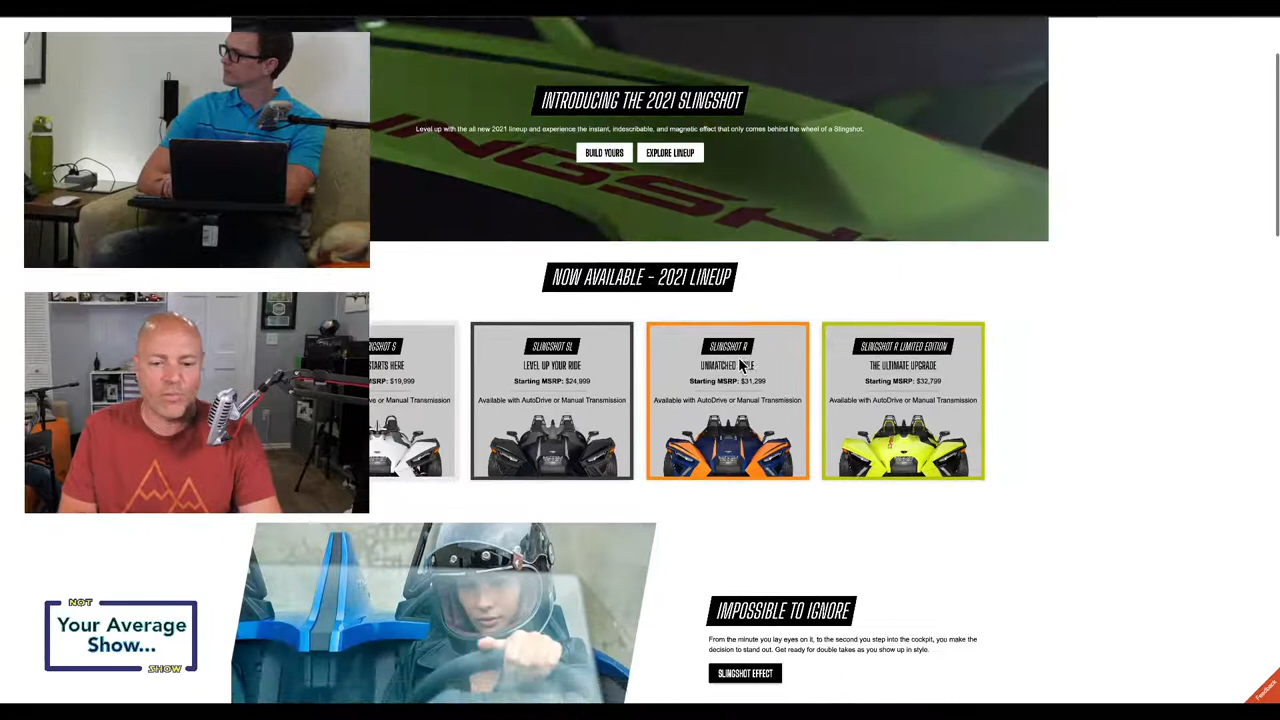 INTRODUCING THE 2021 SLINGSHOT
Level up with the all new 2021 lineup and experience the instant, indescribable, and magnetic effect that only comes behind the wheel of a Slingshot.
BUILD YOURS
EXPLORE LINEUP
NOW AVAILABLE - 2021 LINEUP
S
STARTS HERE
MSRP: $19,999
with AutoDrive or Manual Transmission
SLINGSHOT SL
LEVEL UP YOUR RIDE
Starting MSRP: $24,999
Available with AutoDrive or Manual Transmission
SLINGSHOT R
UNMATCHED
Starting MSRP: $31,299
Available with AutoDrive or Manual Transmission
SLINGSHOT R LIMITED EDITION
THE ULTIMATE UPGRADE
Starting MSRP: $32,799
Available with AutoDrive or Manual Transmission
IMPOSSIBLE TO IGNORE
From the minute you lay eyes on it, to the second you step into the cockpit, you make the
decision to stand out. Get ready for double takes as you show up in style.
SLINGSHOT EFFECT
NOT
Your Average
Show...
SHOW
Feedback